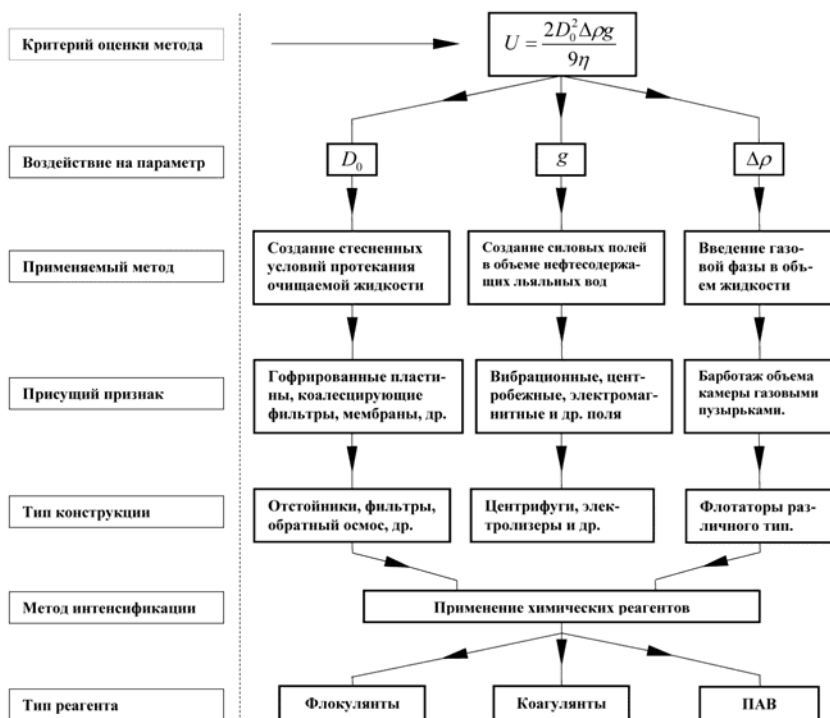 Критерий оценки метода
U = 2D₀²Δρg / 9η
Воздействие на параметр
D₀
g
Δρ
Применяемый метод
Создание стесненных
условий протекания
очищаемой жидкости
Создание силовых полей
в объеме нефтесодержа-
щих льяльных вод
Введение газо-
вой фазы в объ-
ем жидкости
Присущий признак
Гофрированные пласти-
ны, коалесцирующие
фильтры, мембраны, др.
Вибрационные, цент-
робежные, электромаг-
нитные и др. поля
Барботаж объема
камеры газовыми
пузырьками.
Тип конструкции
Отстойники, фильтры,
обратный осмос, др.
Центрифуги, элек-
тролизеры и др.
Флотаторы раз-
личного тип.
Метод интенсификации
Применение химических реагентов
Тип реагента
Флокулянты
Коагулянты
ПАВ